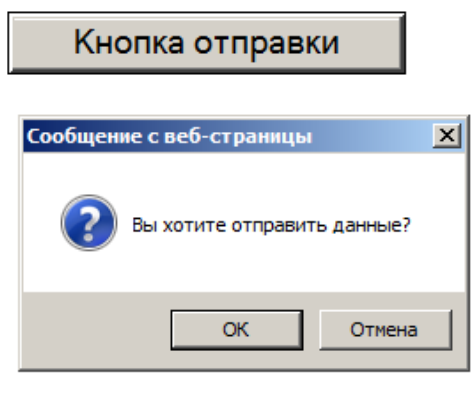 Кнопка отправки
Сообщение с веб-страницы
Вы хотите отправить данные?
ОК
Отмена